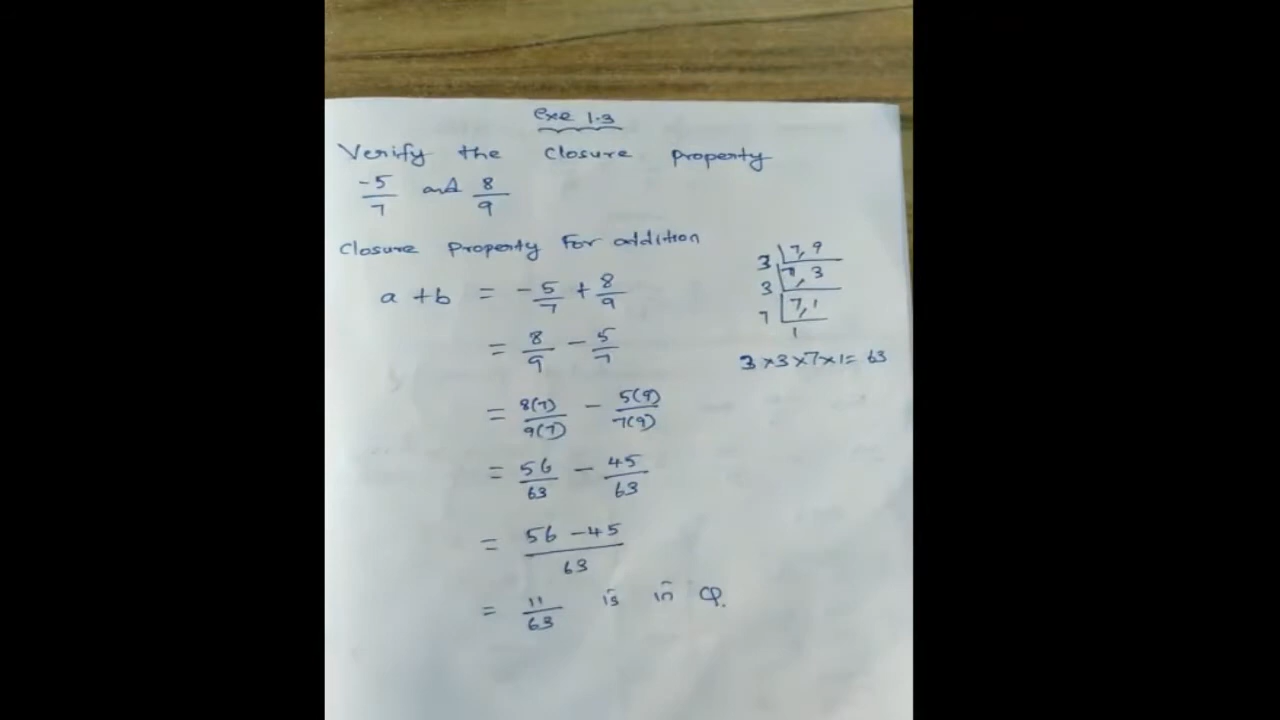 Exe 1.3
Verify the closure property
-5/7 and 8/9
Closure Property For addition
a + b = -5/7 + 8/9
= 8/9 - 5/7
= 8(7)/9(7) - 5(9)/7(9)
= 56/63 - 45/63
= 56 - 45/63
= 11/63 is in Q.
3 | 7, 9
3 | 7, 3
7 | 7, 1
1
3 × 3 × 7 × 1 = 63